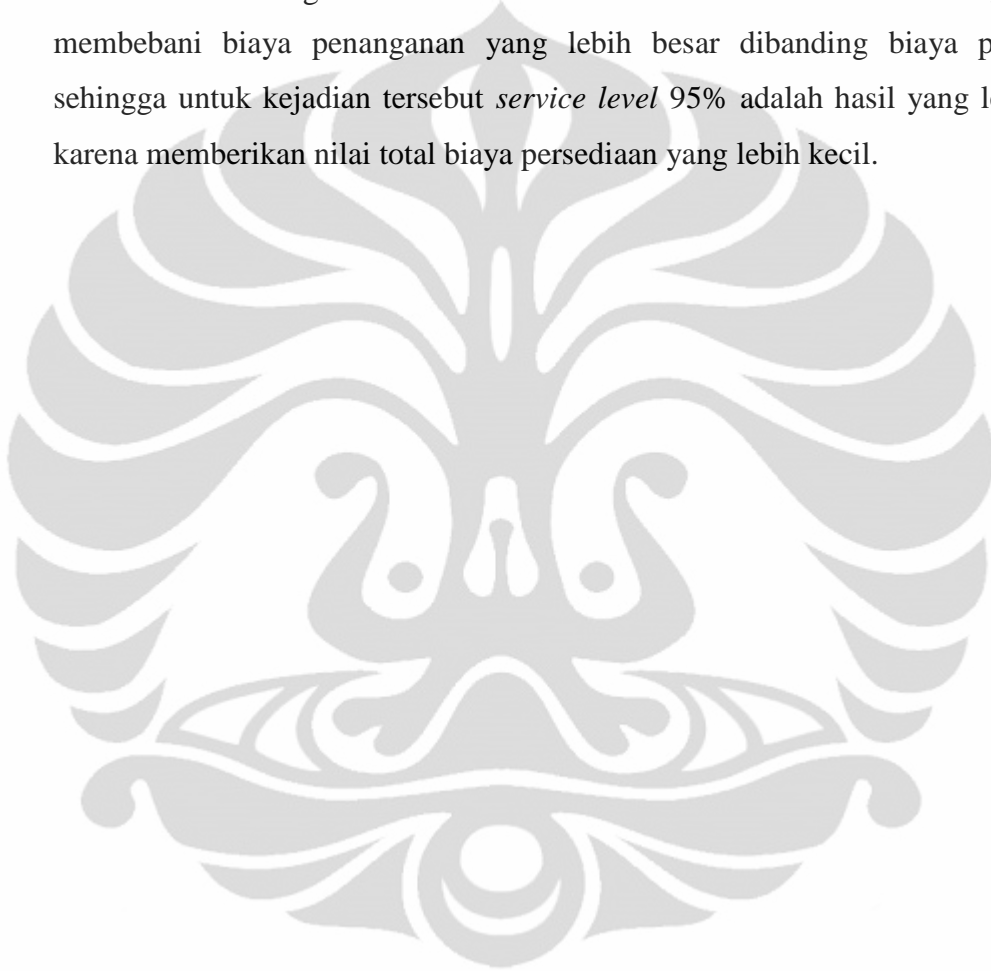 membebani biaya penanganan yang lebih besar dibanding biaya
sehingga untuk kejadian tersebut service level 95% adalah hasil yang
karena memberikan nilai total biaya persediaan yang lebih kecil.